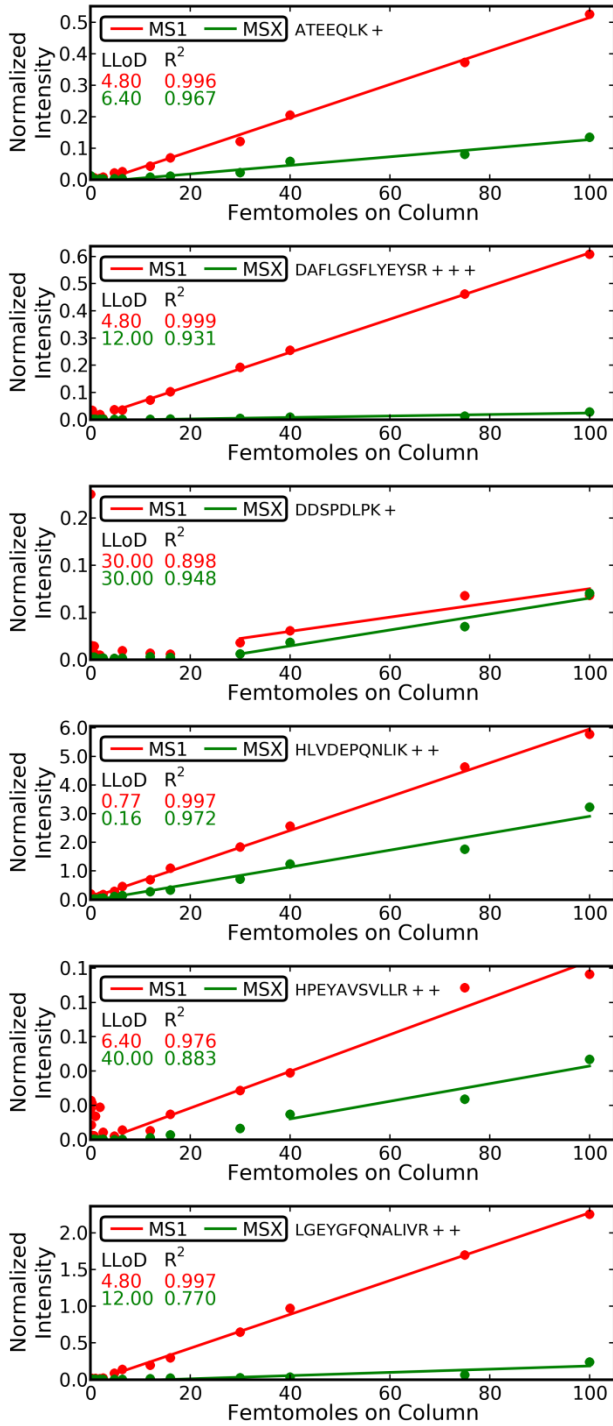 MS1 MSX ATEEQLK +
LLoD R2
4.80 0.996
6.40 0.967
Normalized Intensity
0.5
0.4
0.3
0.2
0.1
0.0
0 20 40 60 80 100
Femtomoles on Column
MS1 MSX DAFLGSFLYEYSR + + +
LLoD R2
4.80 0.999
12.00 0.931
Normalized Intensity
0.6
0.5
0.4
0.3
0.2
0.1
0.0
0 20 40 60 80 100
Femtomoles on Column
MS1 MSX DDSPDLPK +
LLoD R2
30.00 0.898
30.00 0.948
Normalized Intensity
0.2
0.1
0.1
0.0
0 20 40 60 80 100
Femtomoles on Column
MS1 MSX HLVDEPQNLIK + +
LLoD R2
0.77 0.997
0.16 0.972
Normalized Intensity
6.0
5.0
4.0
3.0
2.0
1.0
0.0
0 20 40 60 80 100
Femtomoles on Column
MS1 MSX HPEYAVSVLLR + +
LLoD R2
6.40 0.976
40.00 0.883
Normalized Intensity
0.1
0.1
0.1
0.0
0.0
0.0
0 20 40 60 80 100
Femtomoles on Column
MS1 MSX LGEYGFQNALIVR + +
LLoD R2
4.80 0.997
12.00 0.770
Normalized Intensity
2.0
1.5
1.0
0.5
0.0
0 20 40 60 80 100
Femtomoles on Column